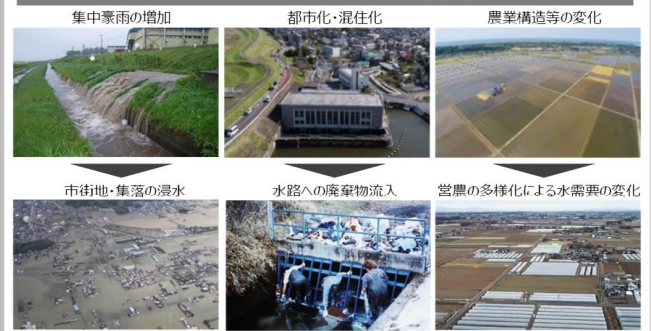 集中豪雨の増加
都市化・混住化
農業構造等の変化
市街地・集落の浸水
水路への廃棄物流入
営農の多様化による水需要の変化